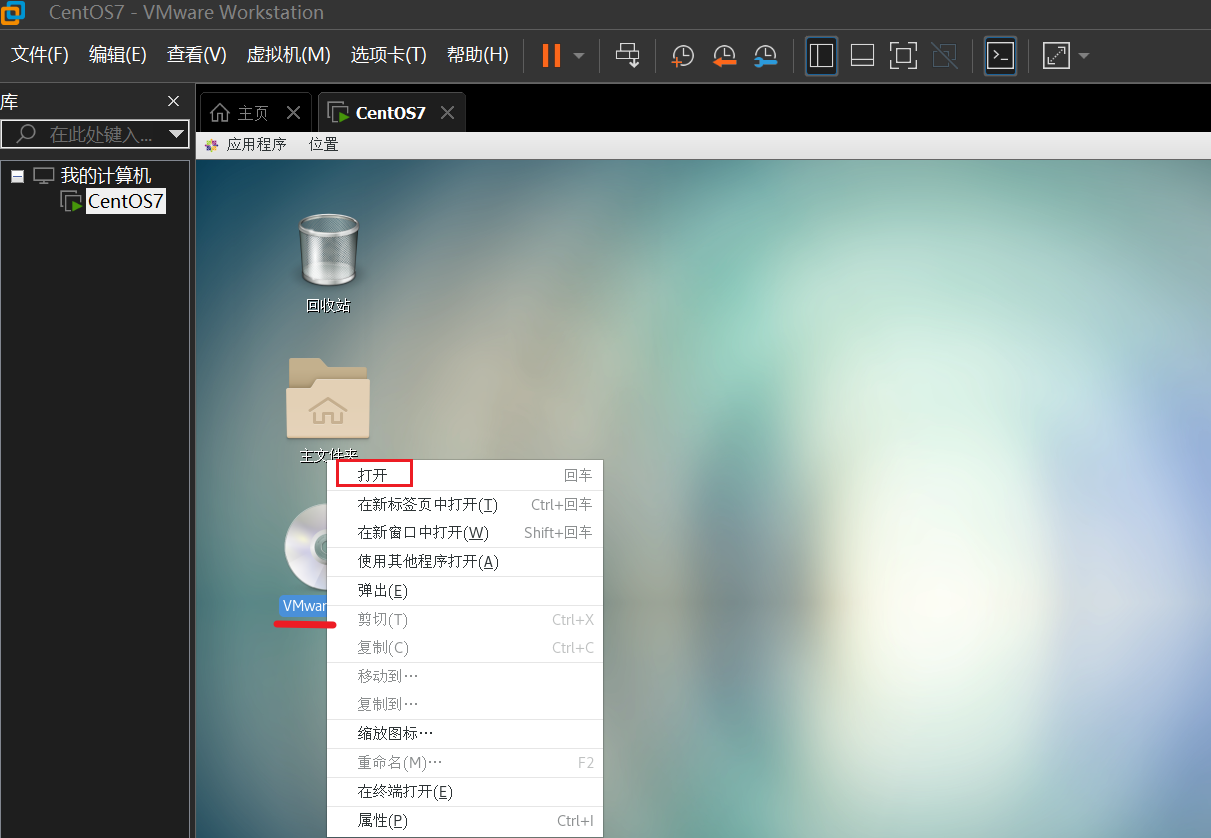 CentOS7 - VMware Workstation
文件(F) 编辑(E) 查看(V) 虚拟机(M) 选项卡(T) 帮助(H)
库
在此处键入...
我的计算机
CentOS7
主页
CentOS7
应用程序 位置
回收站
主文件夹
VMwar
打开 回车
在新标签页中打开(T) Ctrl+回车
在新窗口中打开(W) Shift+回车
使用其他程序打开(A)
弹出(E)
剪切(T) Ctrl+X
复制(C) Ctrl+C
移动到…
复制到…
缩放图标…
重命名(M)… F2
在终端打开(E)
属性(P) Ctrl+I